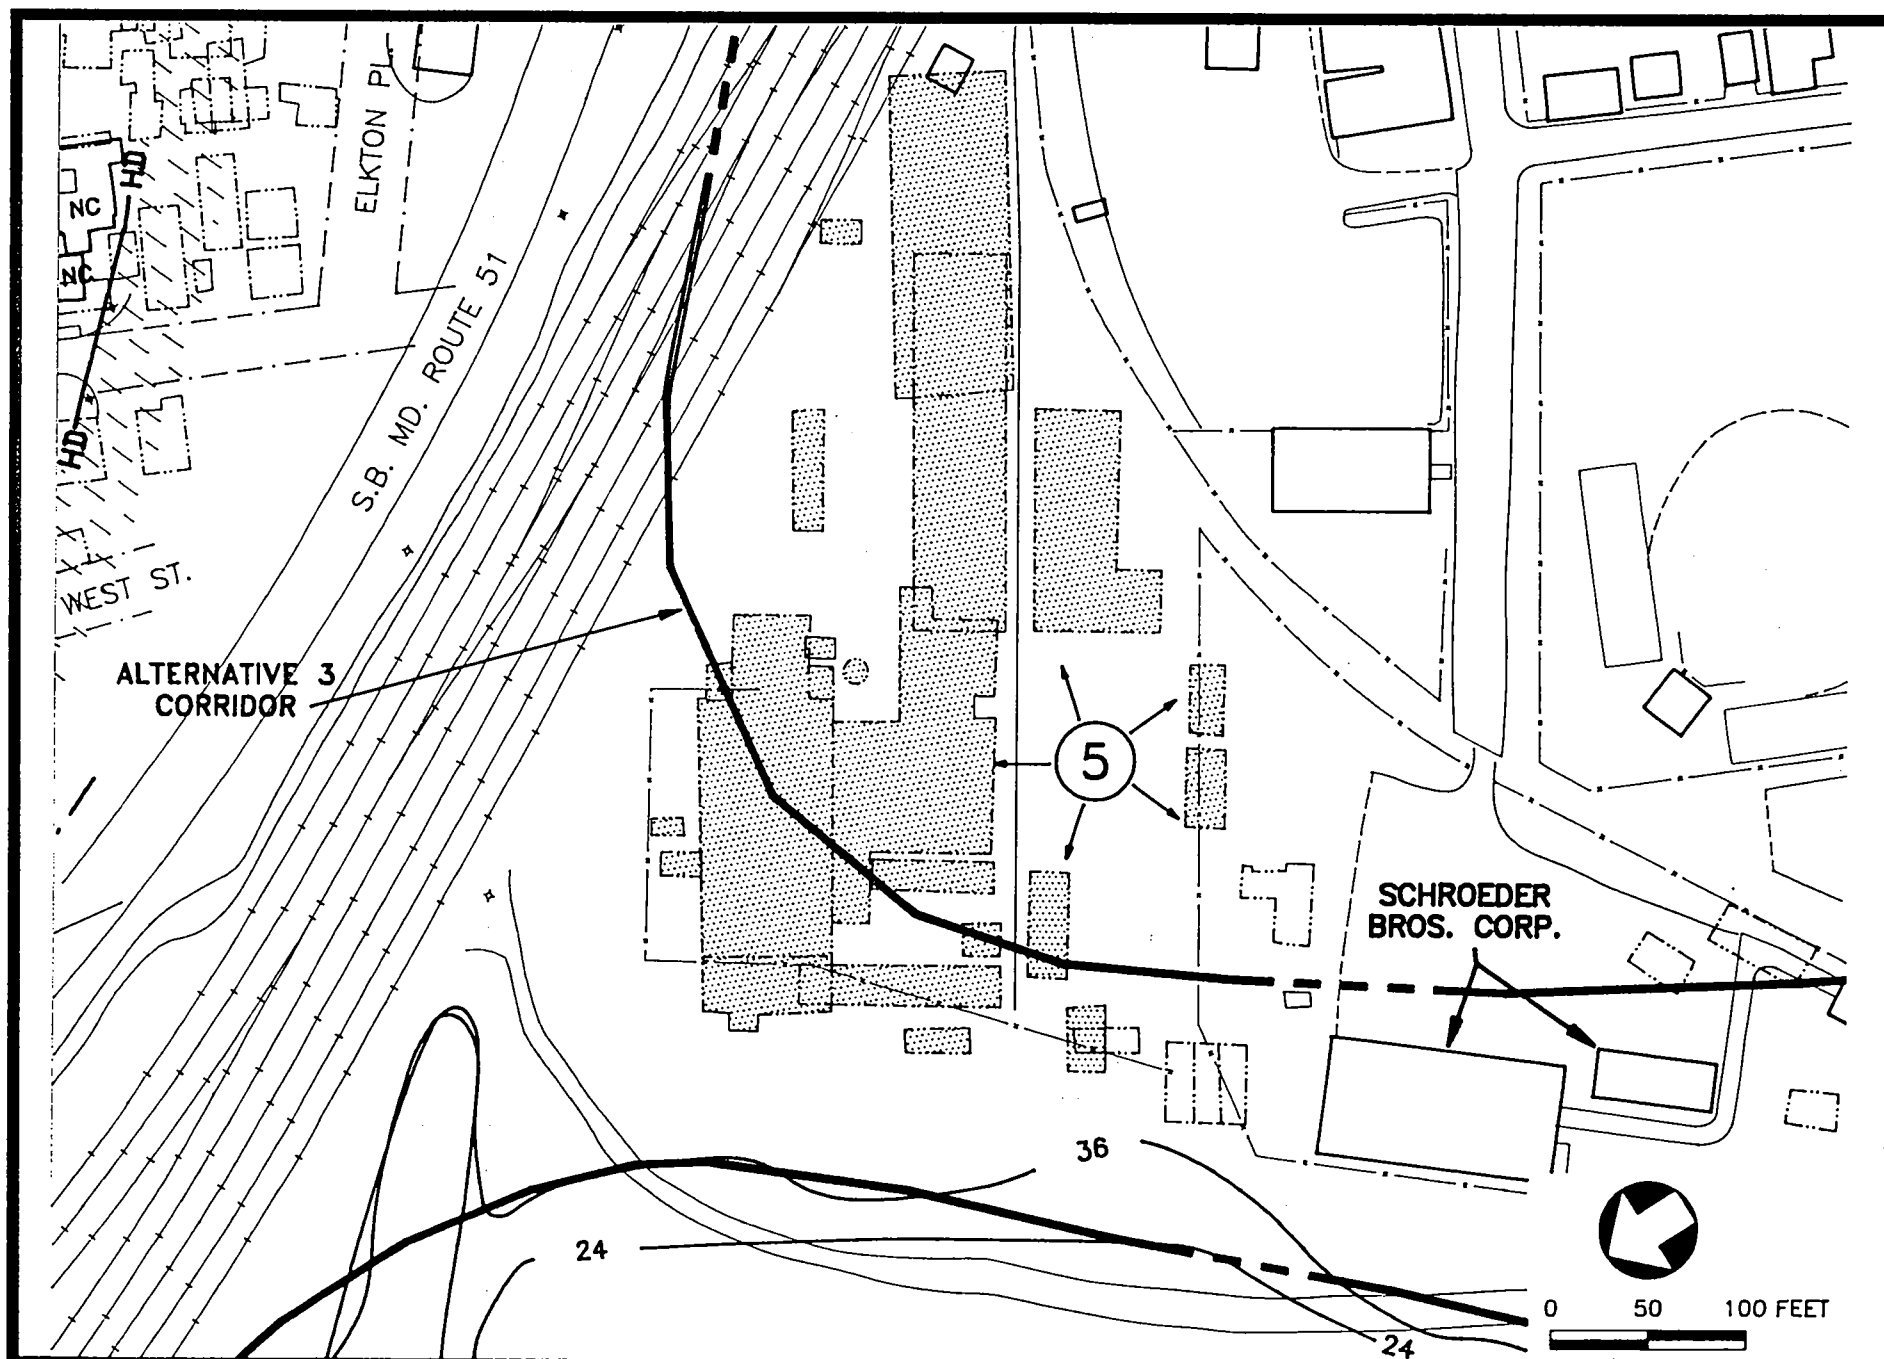 ELKTON PL
HD
NC
NC
HD
S.B. MD. ROUTE 51
WEST ST.
ALTERNATIVE 3
CORRIDOR
5
SCHROEDER
BROS. CORP.
36
24
24
0 50 100 FEET